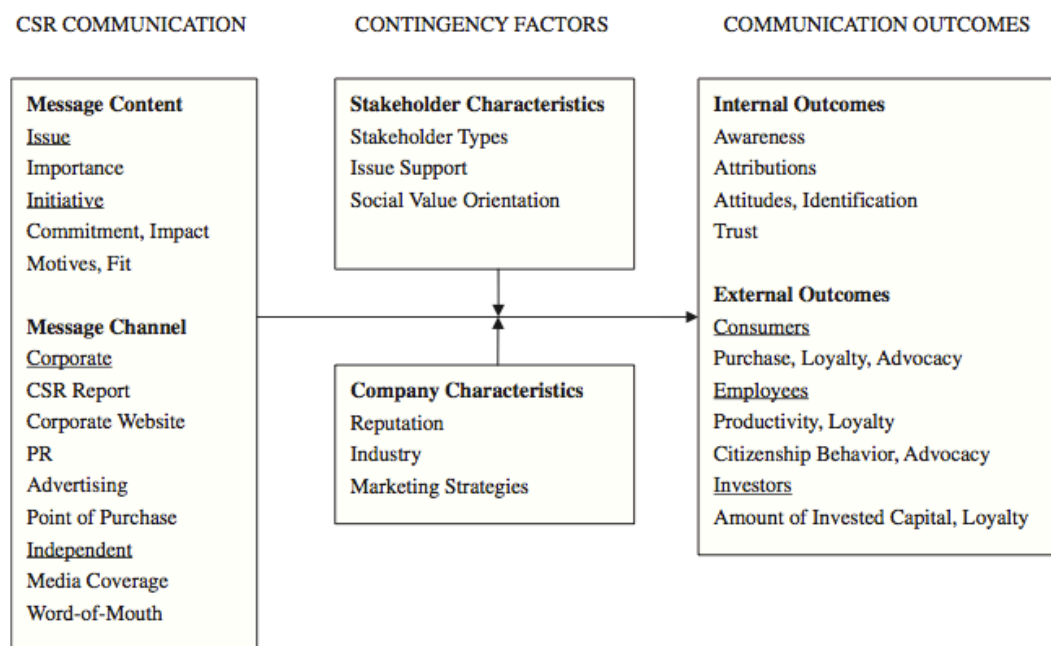 CSR COMMUNICATION
CONTINGENCY FACTORS
COMMUNICATION OUTCOMES
Message Content
Issue
Importance
Initiative
Commitment, Impact
Motives, Fit
Message Channel
Corporate
CSR Report
Corporate Website
PR
Advertising
Point of Purchase
Independent
Media Coverage
Word-of-Mouth
Stakeholder Characteristics
Stakeholder Types
Issue Support
Social Value Orientation
Company Characteristics
Reputation
Industry
Marketing Strategies
Internal Outcomes
Awareness
Attributions
Attitudes, Identification
Trust
External Outcomes
Consumers
Purchase, Loyalty, Advocacy
Employees
Productivity, Loyalty
Citizenship Behavior, Advocacy
Investors
Amount of Invested Capital, Loyalty